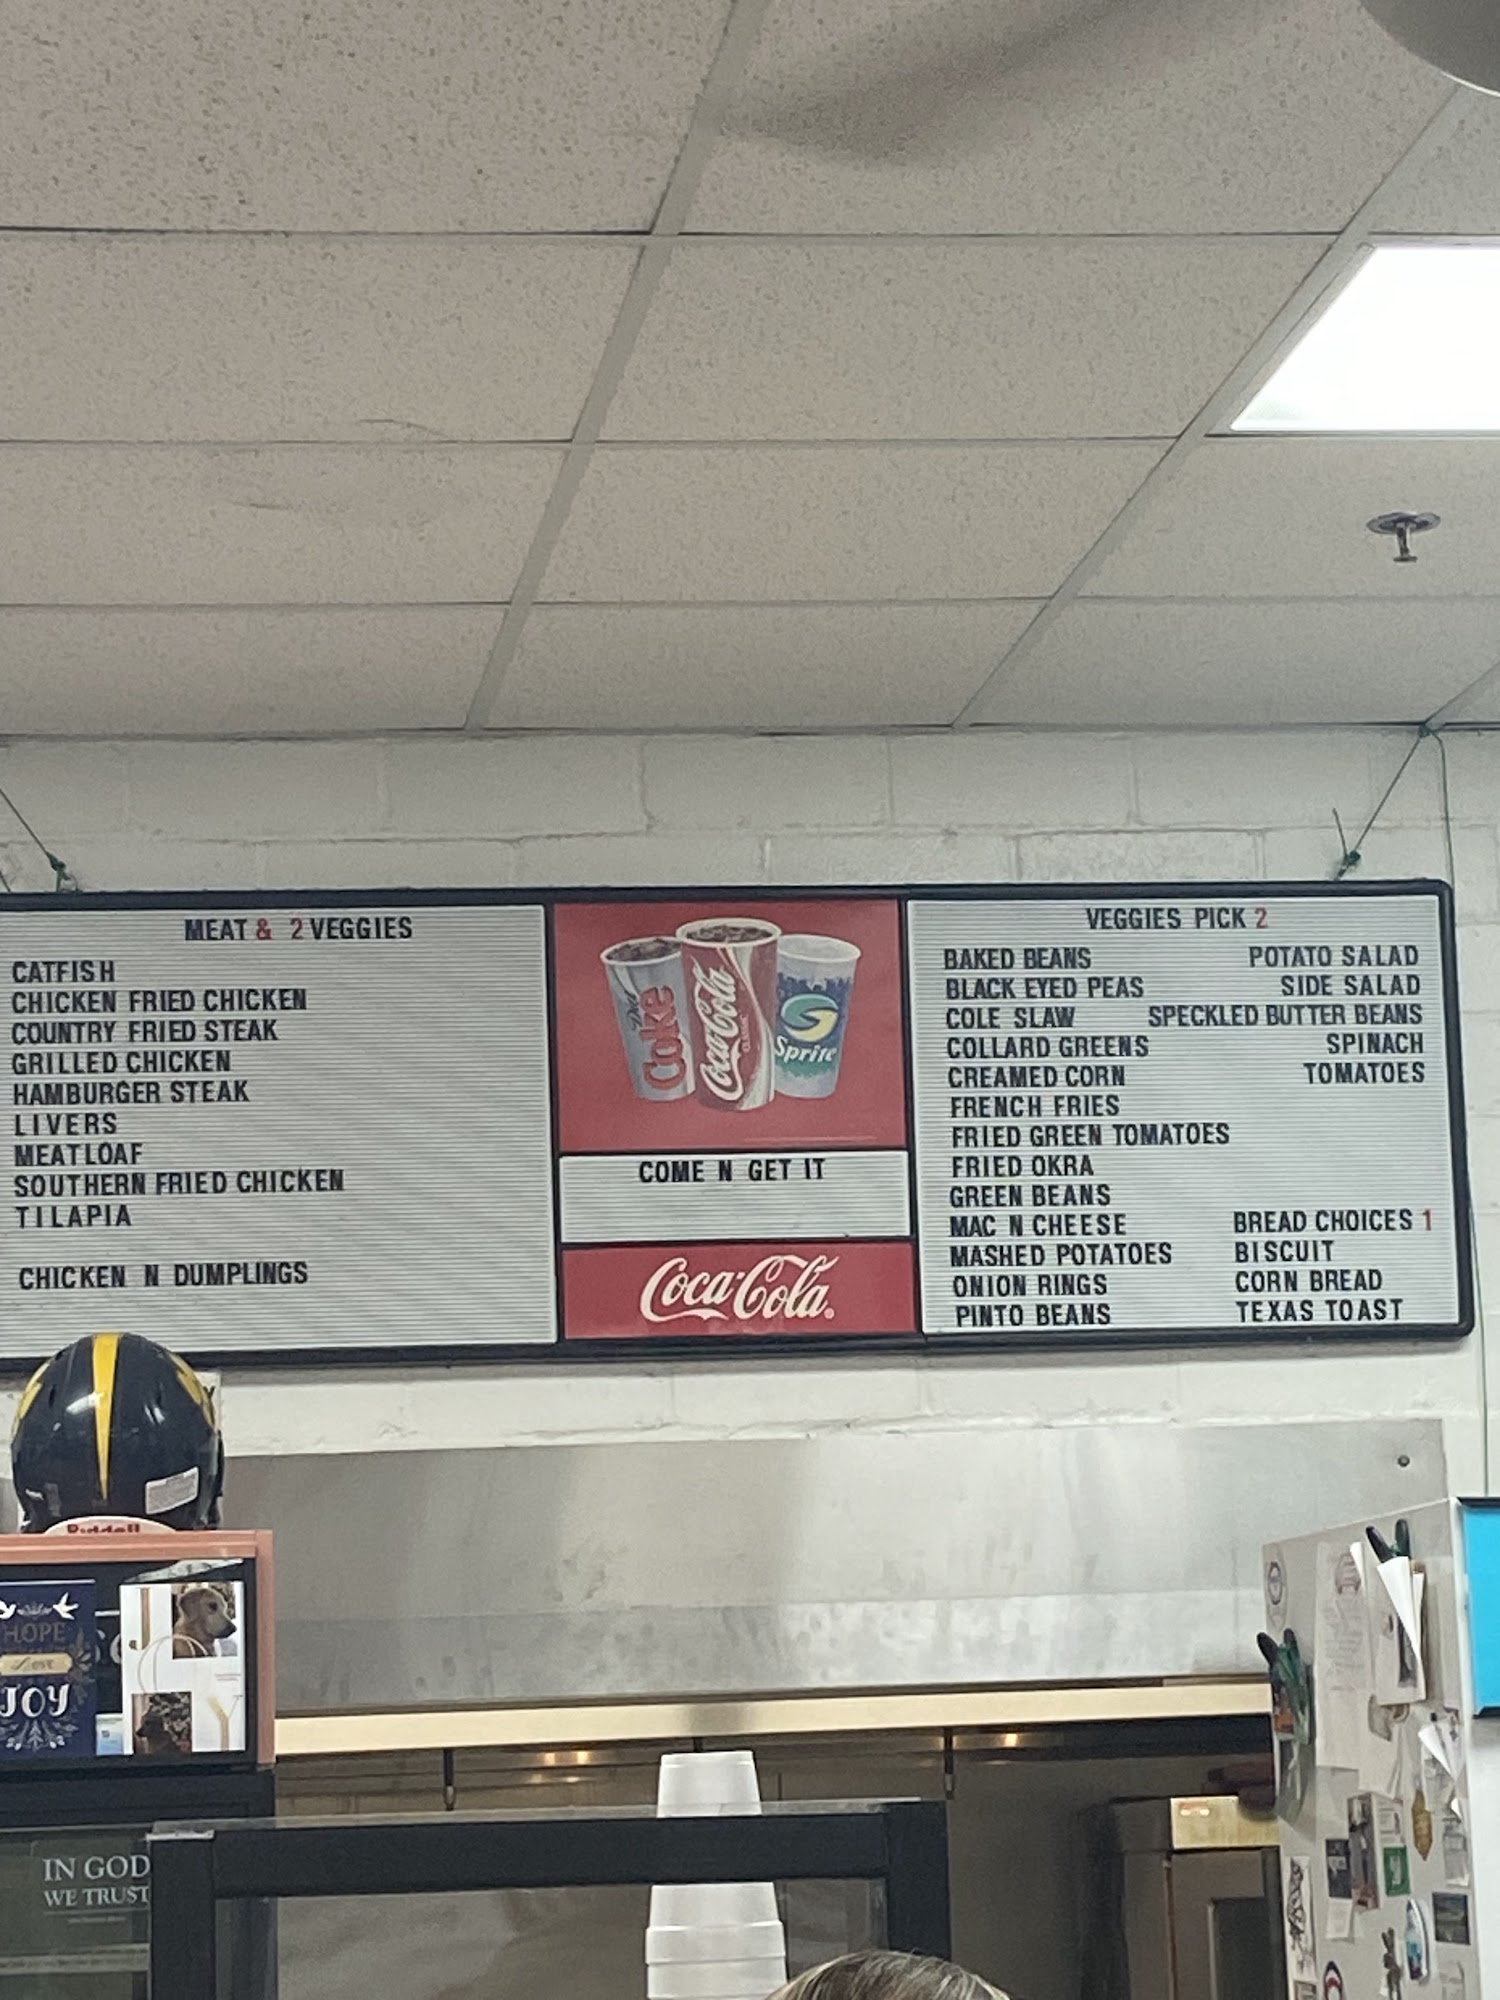 MEAT & 2 VEGGIES
CATFISH
CHICKEN FRIED CHICKEN
COUNTRY FRIED STEAK
GRILLED CHICKEN
HAMBURGER STEAK
LIVERS
MEATLOAF
SOUTHERN FRIED CHICKEN
TILAPIA
CHICKEN N DUMPLINGS
Diet Coke
Coca-Cola
CLASSIC
Sprite
COME N GET IT
Coca-Cola
VEGGIES PICK 2
BAKED BEANS
BLACK EYED PEAS
COLE SLAW
COLLARD GREENS
CREAMED CORN
FRENCH FRIES
FRIED GREEN TOMATOES
FRIED OKRA
GREEN BEANS
MAC N CHEESE
MASHED POTATOES
ONION RINGS
PINTO BEANS
POTATO SALAD
SIDE SALAD
SPECKLED BUTTER BEANS
SPINACH
TOMATOES
BREAD CHOICES 1
BISCUIT
CORN BREAD
TEXAS TOAST
Riddell
HOPE
Love
JOY
JOY
IN GOD
WE TRUST